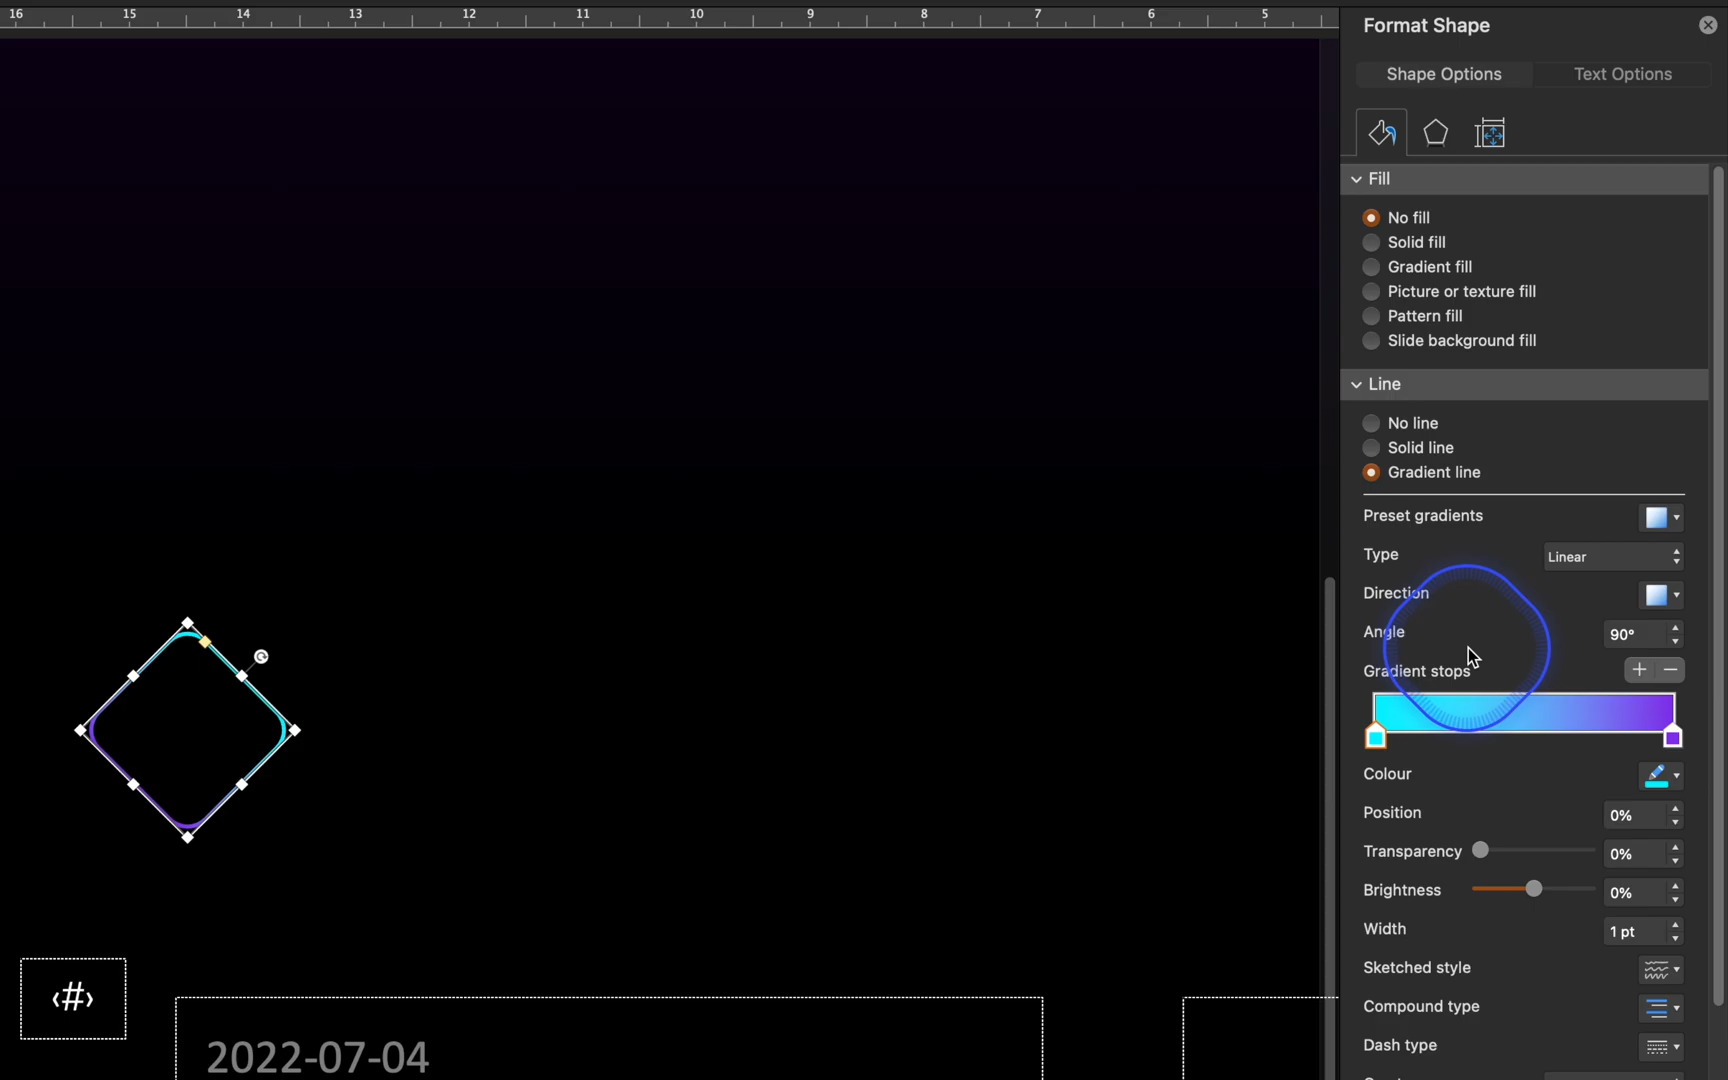 16 15 14 13 12 11 10 9 8 7 6 5
Format Shape
Shape Options Text Options
Fill
No fill
Solid fill
Gradient fill
Picture or texture fill
Pattern fill
Slide background fill
Line
No line
Solid line
Gradient line
Preset gradients
Type Linear
Direction
Angle 90°
Gradient stops
Colour
Position 0%
Transparency 0%
Brightness 0%
Width 1 pt
Sketched style
Compound type
Dash type
‹#›
2022-07-04